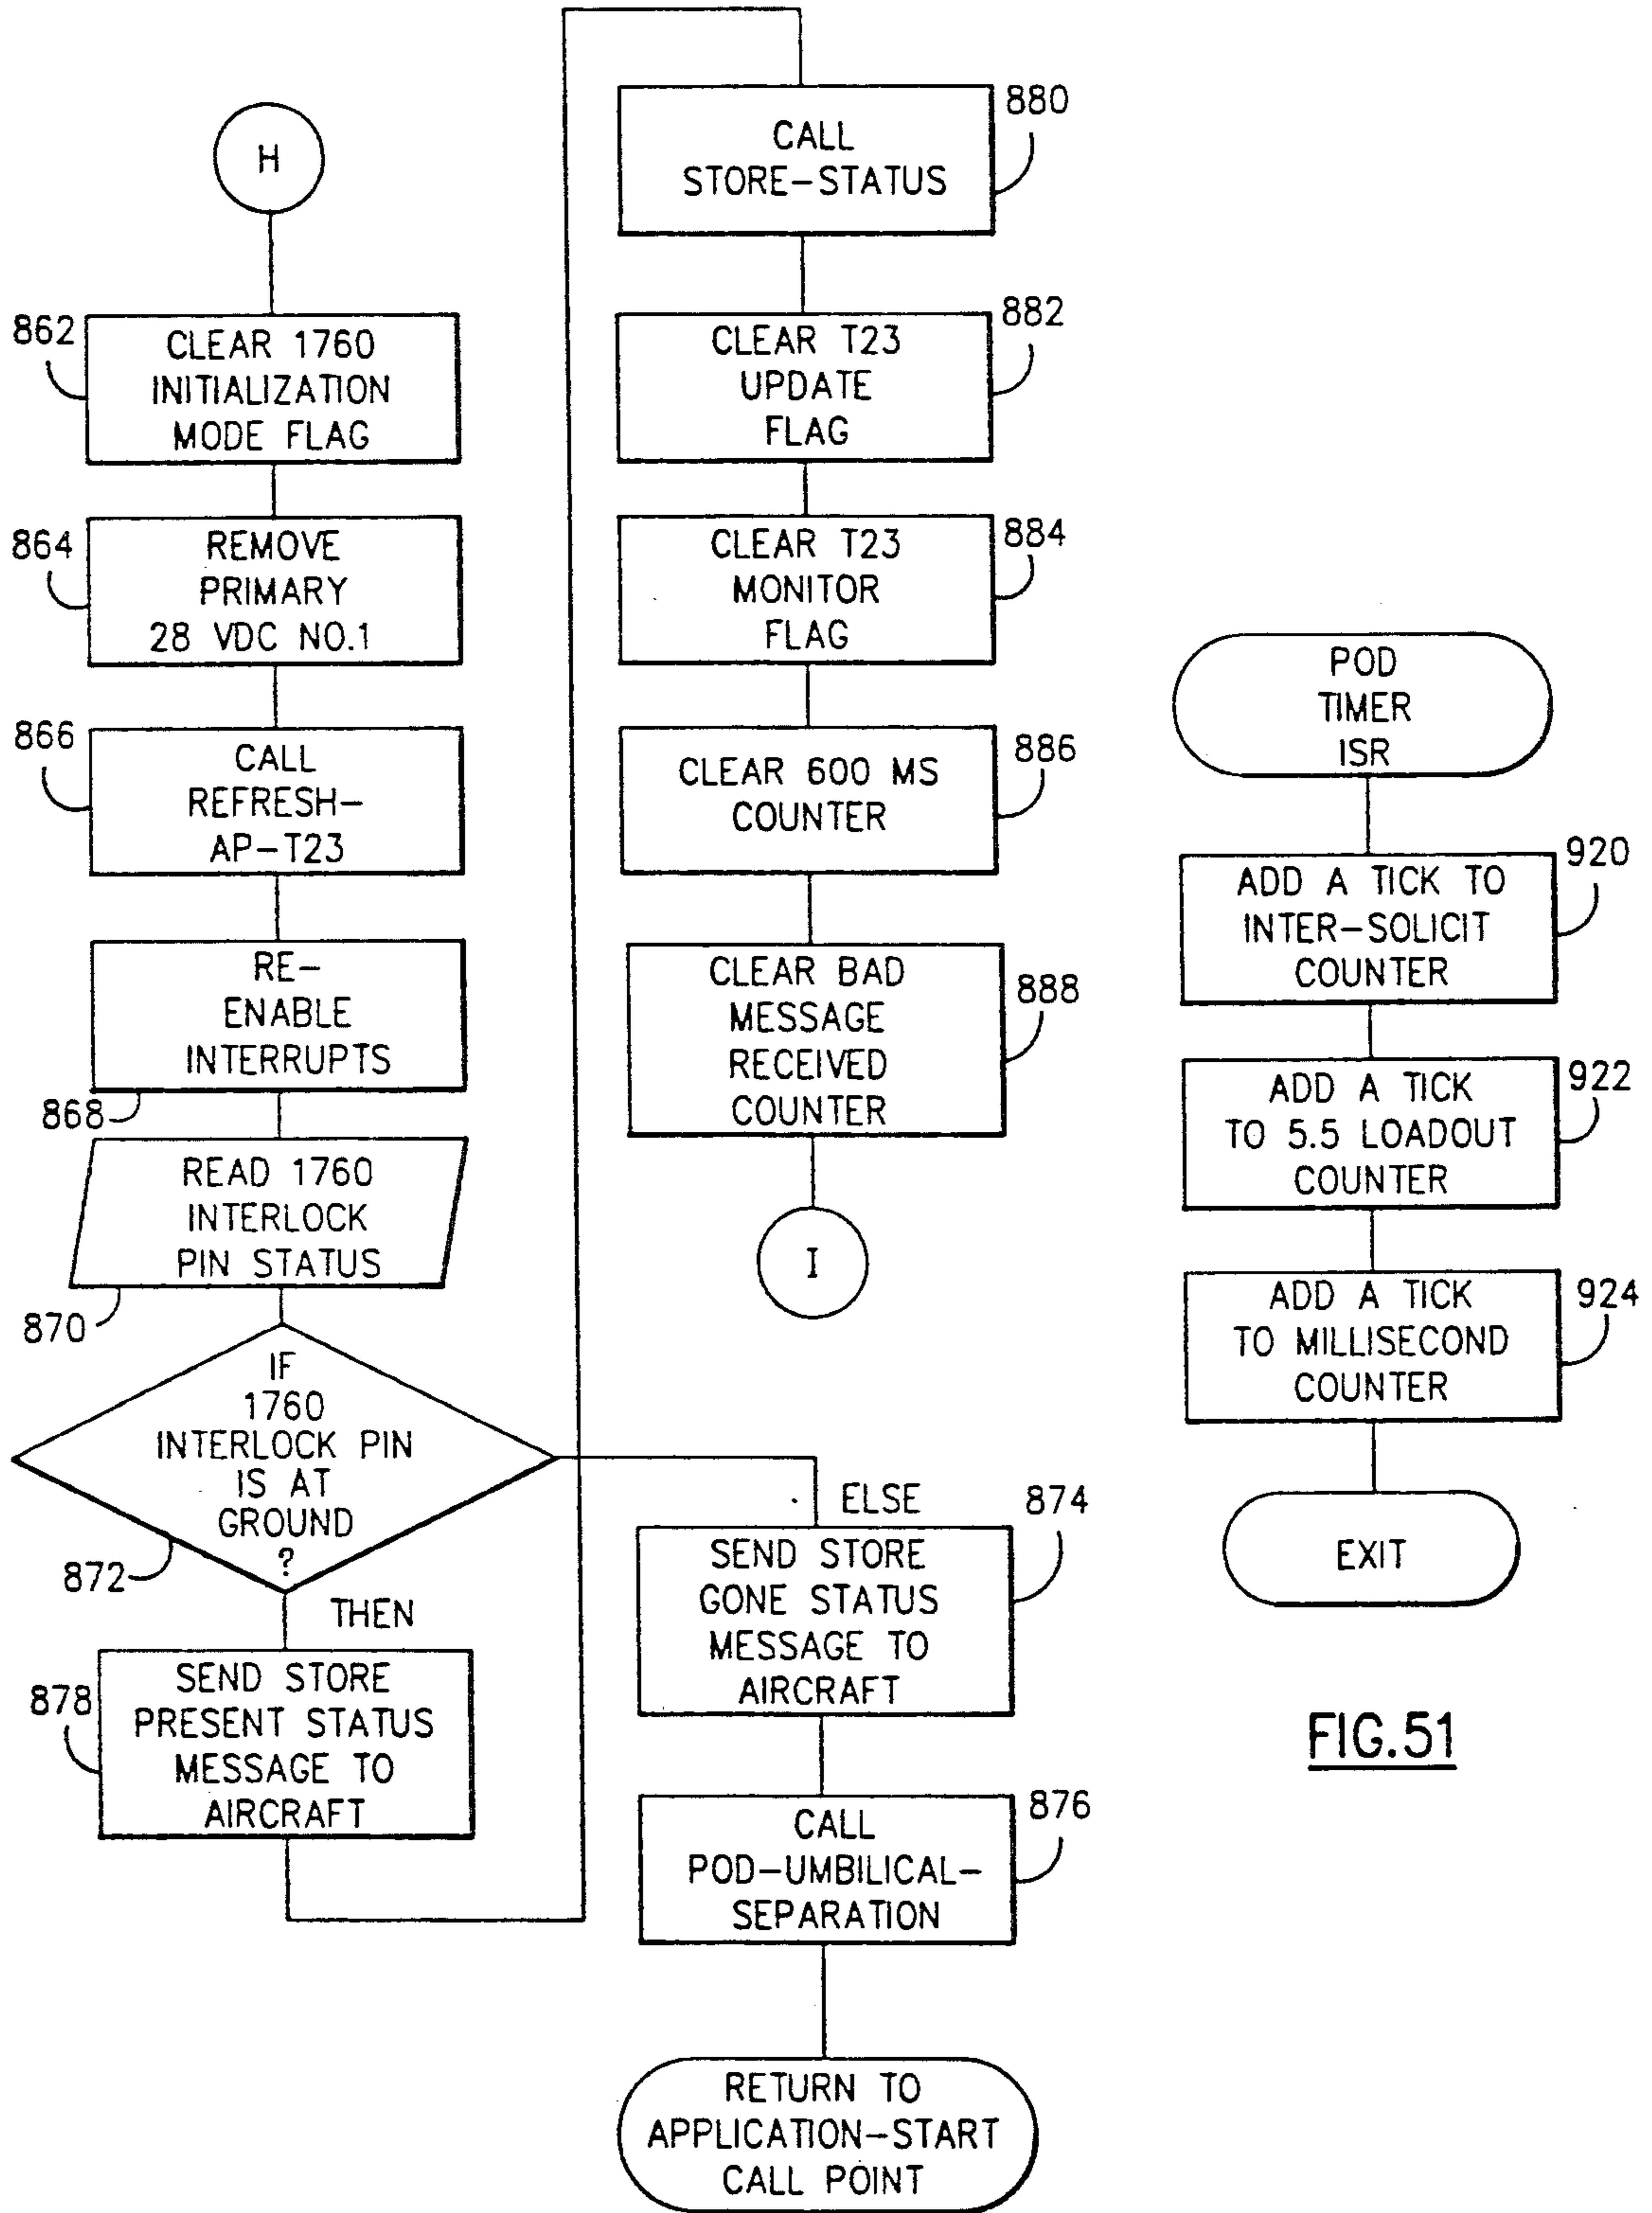 H
862
CLEAR 1760
INITIALIZATION
MODE FLAG
864
REMOVE
PRIMARY
28 VDC NO.1
866
CALL
REFRESH-
AP-T23
RE-
ENABLE
INTERRUPTS
868
READ 1760
INTERLOCK
PIN STATUS
870
IF
1760
INTERLOCK PIN
IS AT
GROUND
?
872
THEN
878
SEND STORE
PRESENT STATUS
MESSAGE TO
AIRCRAFT
880
CALL
STORE-STATUS
882
CLEAR T23
UPDATE
FLAG
884
CLEAR T23
MONITOR
FLAG
886
CLEAR 600 MS
COUNTER
888
CLEAR BAD
MESSAGE
RECEIVED
COUNTER
I
ELSE
874
SEND STORE
GONE STATUS
MESSAGE TO
AIRCRAFT
876
CALL
POD-UMBILICAL-
SEPARATION
RETURN TO
APPLICATION-START
CALL POINT
POD
TIMER
ISR
920
ADD A TICK TO
INTER-SOLICIT
COUNTER
922
ADD A TICK
TO 5.5 LOADOUT
COUNTER
924
ADD A TICK
TO MILLISECOND
COUNTER
EXIT
FIG.51